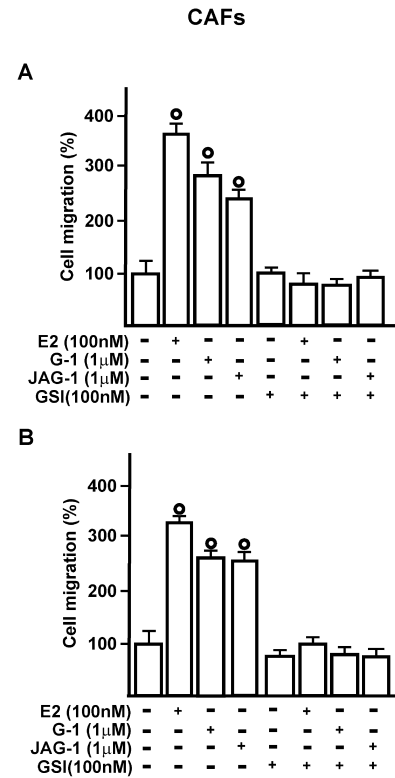 CAFs
A
Cell migration (%)
400
300
200
100
E2 (100nM) - + - - - + - -
G-1 (1µM) - - + - - - + -
JAG-1 (1µM) - - - + - - - +
GSI(100nM) - - - - + + + +
B
Cell migration (%)
400
300
200
100
E2 (100nM) - + - - - + - -
G-1 (1µM) - - + - - - + -
JAG-1 (1µM) - - - + - - - +
GSI(100nM) - - - - + + + +